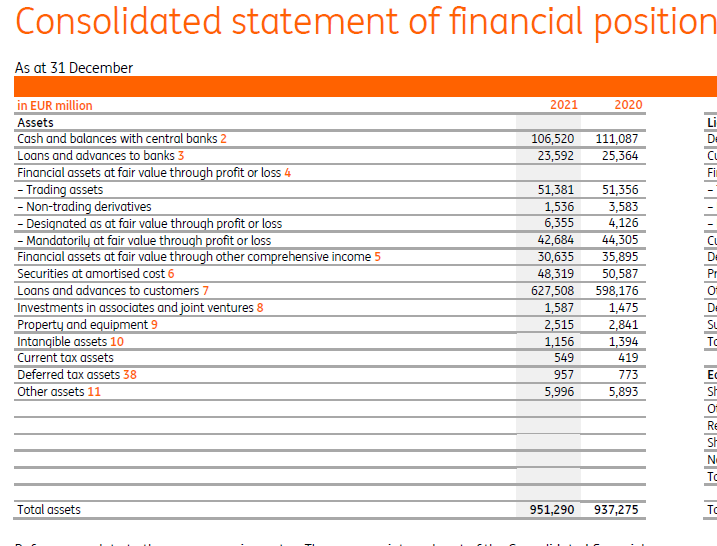 Consolidated statement of financial position
As at 31 December
in EUR million 2021 2020
Assets
Cash and balances with central banks 2 106,520 111,087
Loans and advances to banks 3 23,592 25,364
Financial assets at fair value through profit or loss 4
– Trading assets 51,381 51,356
– Non-trading derivatives 1,536 3,583
– Designated as at fair value through profit or loss 6,355 4,126
– Mandatorily at fair value through profit or loss 42,684 44,305
Financial assets at fair value through other comprehensive income 5 30,635 35,895
Securities at amortised cost 6 48,319 50,587
Loans and advances to customers 7 627,508 598,176
Investments in associates and joint ventures 8 1,587 1,475
Property and equipment 9 2,515 2,841
Intangible assets 10 1,156 1,394
Current tax assets 549 419
Deferred tax assets 38 957 773
Other assets 11 5,996 5,893
Total assets 951,290 937,275